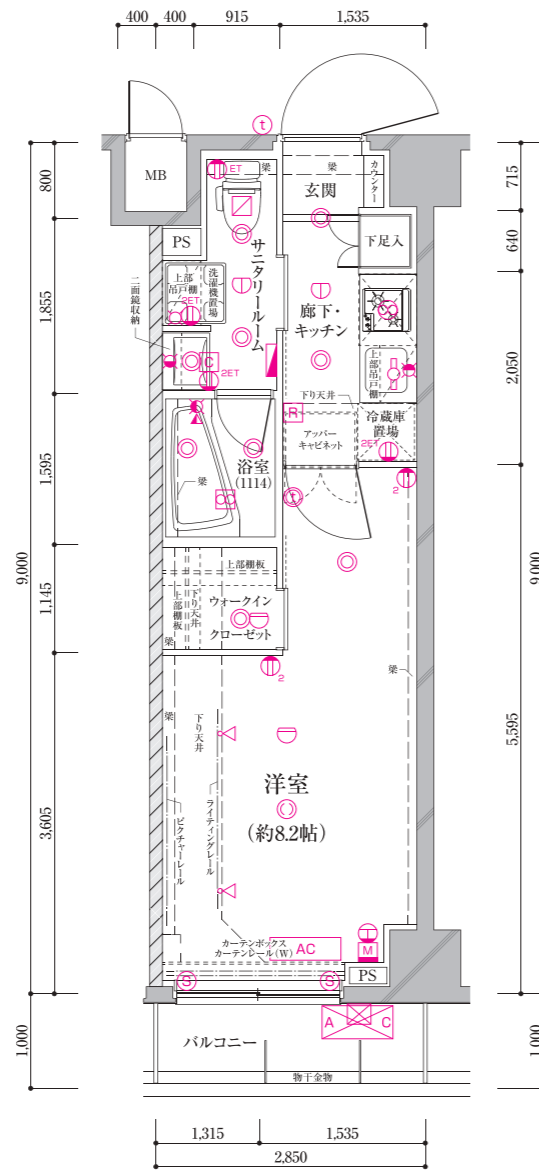 400
400
915
1,535
t
MB
梁
梁
玄関
カウンター
ET
800
715
PS
サニタリールーム
下足入
640
上部
吊戸棚
2ET
洗濯機置場
廊下・
キッチン
二面鏡収納
1,855
2,050
上部
吊戸棚
C
2ET
下り天井
R
アッパー
キャビネット
冷蔵庫
置場
2ET
浴室
(1114)
梁
t
2
1,595
9,000
9,000
上部棚板
上部棚板
下り天井
梁
ウォークイン
クローゼット
1,145
2
梁
梁
下り天井
5,595
洋室
(約8.2帖)
ピクチャーレール
ライティングレール
3,605
カーテンボックス
カーテンレール(W)
AC
M
PS
S
S
A C
バルコニー
物干金物
1,000
1,000
1,315
1,535
2,850